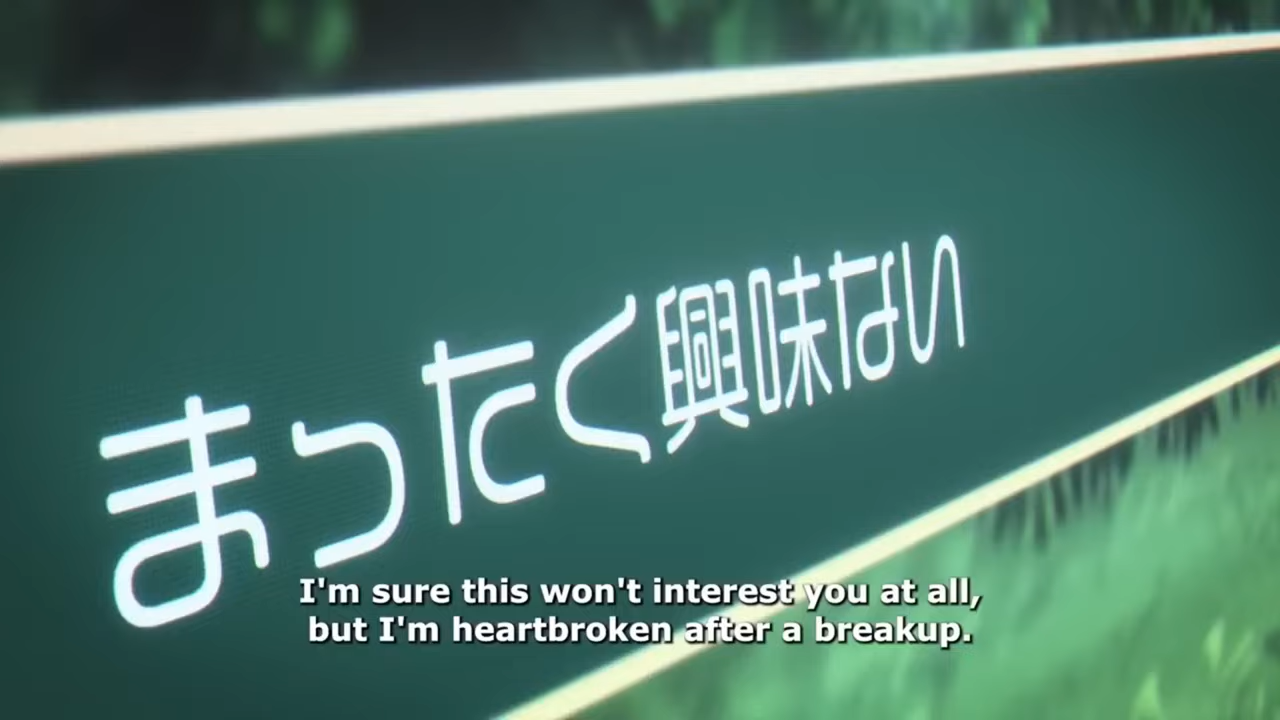 まったく興味ない
I'm sure this won't interest you at all,
but I'm heartbroken after a breakup.